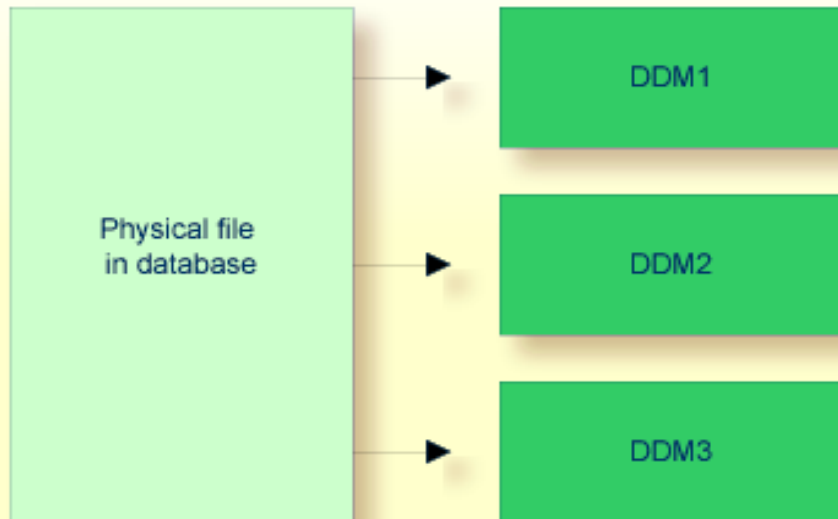 Physical file
in database
DDM1
DDM2
DDM3